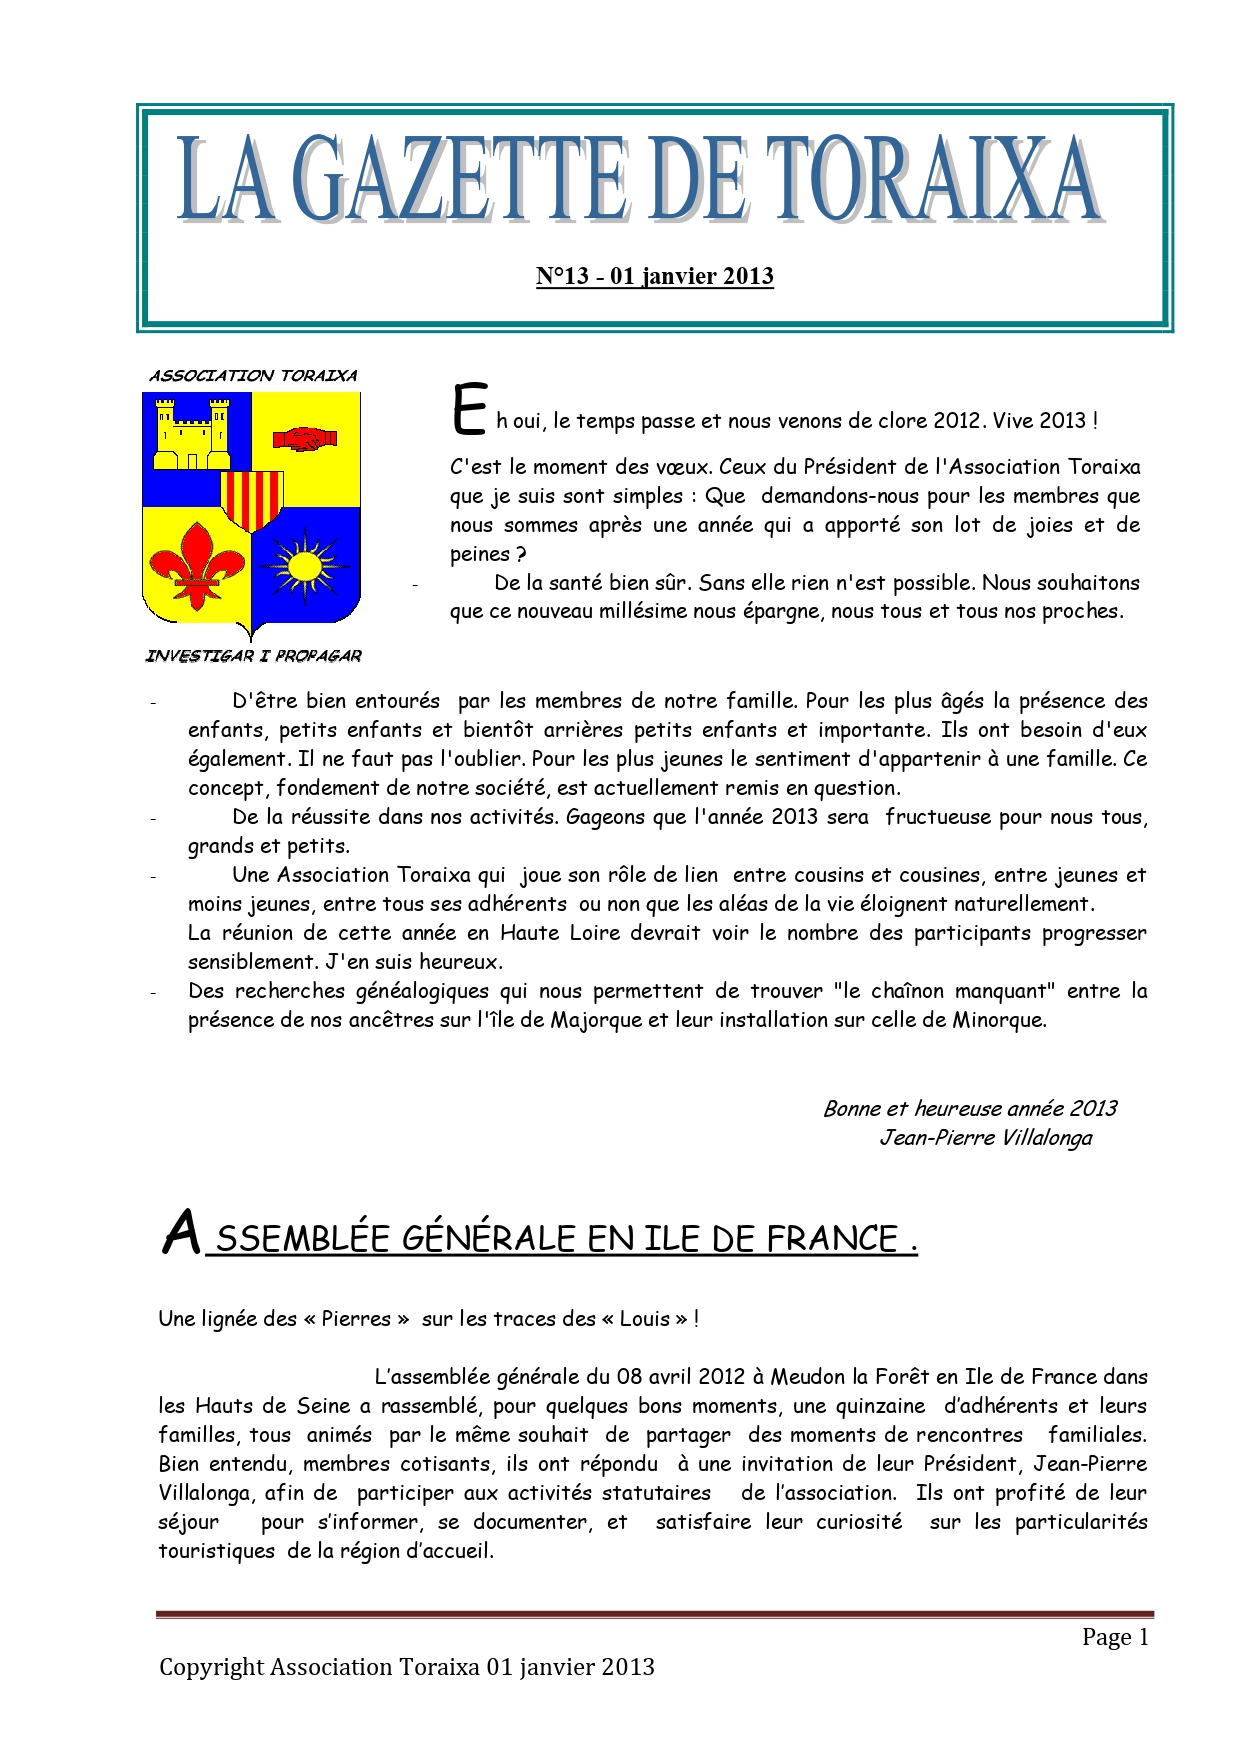 LA GAZETTE DE TORAIXA
N°13 - 01 janvier 2013
ASSOCIATION TORAIXA
INVESTIGAR I PROPAGAR
Eh oui, le temps passe et nous venons de clore 2012. Vive 2013 !
C'est le moment des vœux. Ceux du Président de l'Association Toraixa
que je suis sont simples : Que demandons-nous pour les membres que
nous sommes après une année qui a apporté son lot de joies et de
peines ?
- De la santé bien sûr. Sans elle rien n'est possible. Nous souhaitons
que ce nouveau millésime nous épargne, nous tous et tous nos proches.
- D'être bien entourés par les membres de notre famille. Pour les plus âgés la présence des
enfants, petits enfants et bientôt arrières petits enfants et importante. Ils ont besoin d'eux
également. Il ne faut pas l'oublier. Pour les plus jeunes le sentiment d'appartenir à une famille. Ce
concept, fondement de notre société, est actuellement remis en question.
- De la réussite dans nos activités. Gageons que l'année 2013 sera fructueuse pour nous tous,
grands et petits.
- Une Association Toraixa qui joue son rôle de lien entre cousins et cousines, entre jeunes et
moins jeunes, entre tous ses adhérents ou non que les aléas de la vie éloignent naturellement.
La réunion de cette année en Haute Loire devrait voir le nombre des participants progresser
sensiblement. J'en suis heureux.
- Des recherches généalogiques qui nous permettent de trouver "le chaînon manquant" entre la
présence de nos ancêtres sur l'île de Majorque et leur installation sur celle de Minorque.
Bonne et heureuse année 2013
Jean-Pierre Villalonga
ASSEMBLÉE GÉNÉRALE EN ILE DE FRANCE .
Une lignée des « Pierres » sur les traces des « Louis » !
L’assemblée générale du 08 avril 2012 à Meudon la Forêt en Ile de France dans
les Hauts de Seine a rassemblé, pour quelques bons moments, une quinzaine d’adhérents et leurs
familles, tous animés par le même souhait de partager des moments de rencontres familiales.
Bien entendu, membres cotisants, ils ont répondu à une invitation de leur Président, Jean-Pierre
Villalonga, afin de participer aux activités statutaires de l’association. Ils ont profité de leur
séjour pour s’informer, se documenter, et satisfaire leur curiosité sur les particularités
touristiques de la région d’accueil.
Page 1
Copyright Association Toraixa 01 janvier 2013